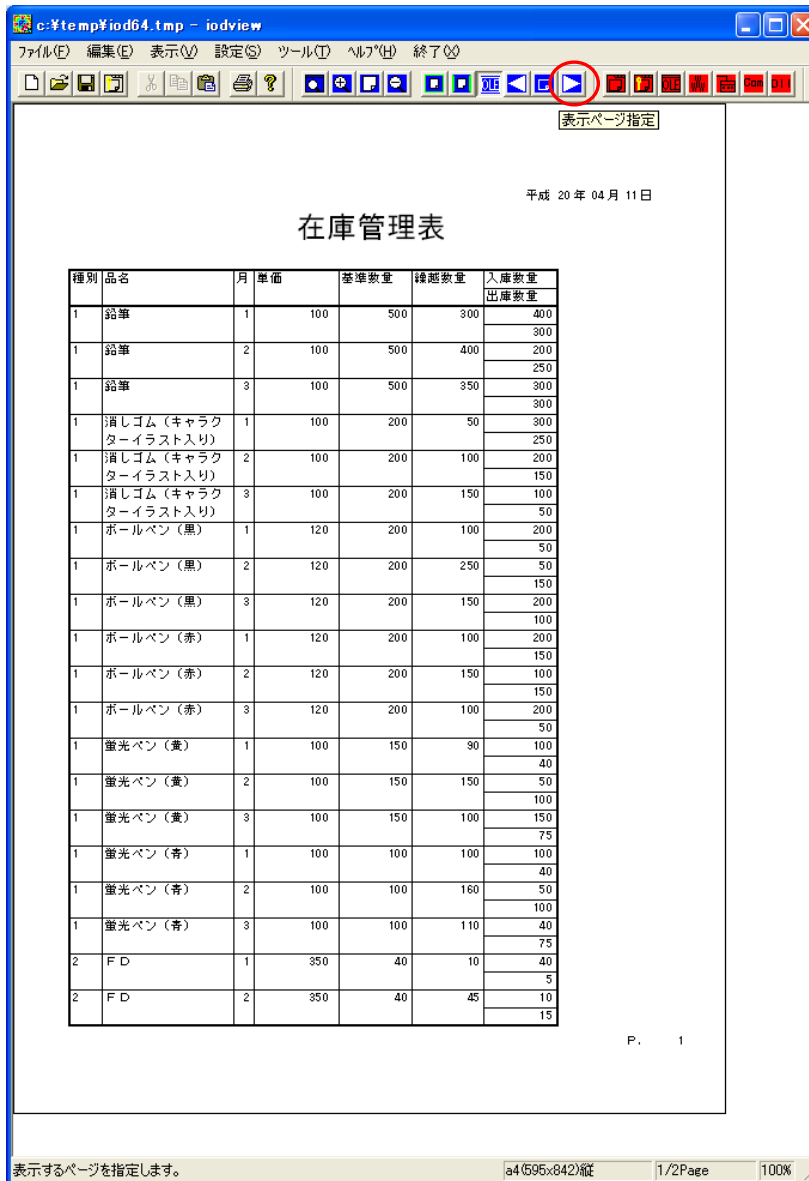 c:¥temp¥iod64.tmp - iodview
ファイル(F) 編集(E) 表示(V) 設定(S) ツール(T) ヘルプ(H) 終了(X)
OLE OLE Com Dll
表示ページ指定
平成 20 年 04 月 11 日
在庫管理表
種別 品名 月 単価 基準数量 繰越数量 入庫数量
出庫数量
1 鉛筆 1 100 500 300 400
300
1 鉛筆 2 100 500 400 200
250
1 鉛筆 3 100 500 350 300
300
1 消しゴム（キャラク 1 100 200 50 300
ターイラスト入り） 250
1 消しゴム（キャラク 2 100 200 100 200
ターイラスト入り） 150
1 消しゴム（キャラク 3 100 200 150 100
ターイラスト入り） 50
1 ボールペン（黒） 1 120 200 100 200
50
1 ボールペン（黒） 2 120 200 250 50
150
1 ボールペン（黒） 3 120 200 150 200
100
1 ボールペン（赤） 1 120 200 100 200
150
1 ボールペン（赤） 2 120 200 150 100
150
1 ボールペン（赤） 3 120 200 100 200
50
1 蛍光ペン（黄） 1 100 150 90 100
40
1 蛍光ペン（黄） 2 100 150 150 50
100
1 蛍光ペン（黄） 3 100 150 100 150
75
1 蛍光ペン（青） 1 100 100 100 100
40
1 蛍光ペン（青） 2 100 100 160 50
100
1 蛍光ペン（青） 3 100 100 110 40
75
2 ＦＤ 1 350 40 10 40
5
2 ＦＤ 2 350 40 45 10
15
P. 1
表示するページを指定します。 a4(595x842)縦 1/2Page 100%